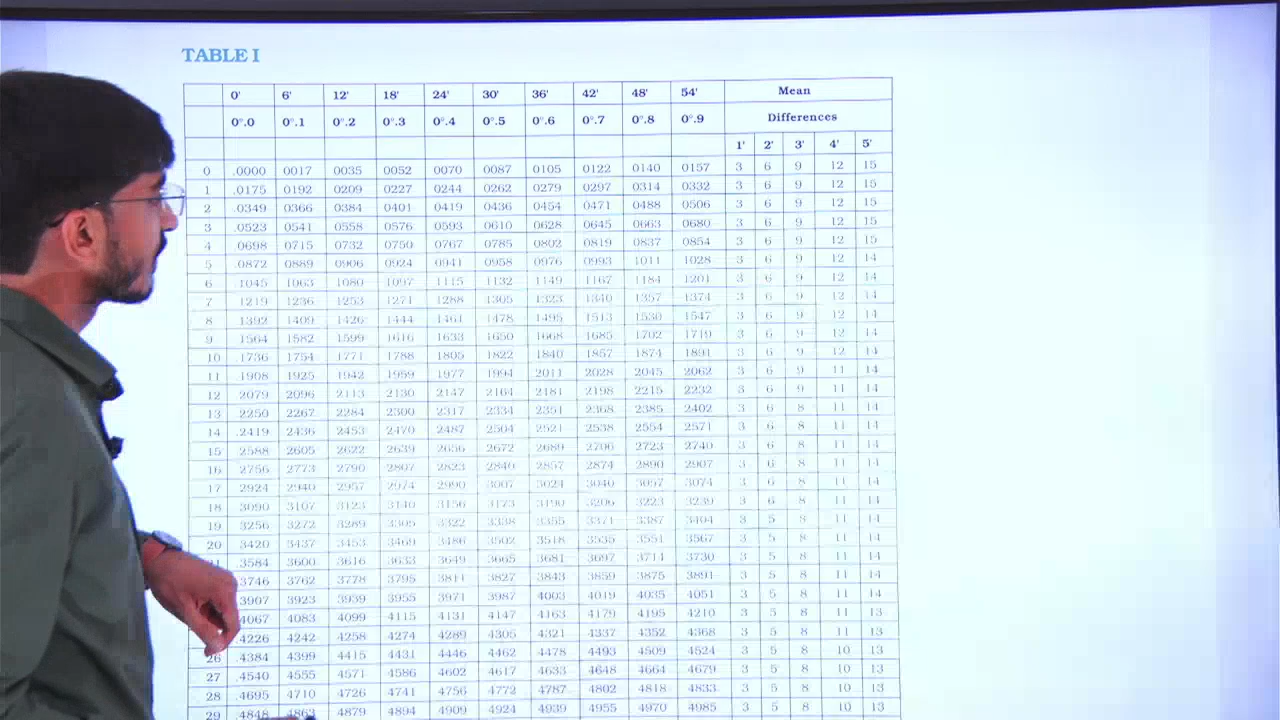 TABLE I
0' 6' 12' 18' 24' 30' 36' 42' 48' 54' Mean
0°.0 0°.1 0°.2 0°.3 0°.4 0°.5 0°.6 0°.7 0°.8 0°.9 Differences
1' 2' 3' 4' 5'
0 .0000 0017 0035 0052 0070 0087 0105 0122 0140 0157 3 6 9 12 15
1 .0175 0192 0209 0227 0244 0262 0279 0297 0314 0332 3 6 9 12 15
2 .0349 0366 0384 0401 0419 0436 0454 0471 0488 0506 3 6 9 12 15
3 .0523 0541 0558 0576 0593 0610 0628 0645 0663 0680 3 6 9 12 15
4 .0698 0715 0732 0750 0767 0785 0802 0819 0837 0854 3 6 9 12 15
5 .0872 0889 0906 0924 0941 0958 0976 0993 1011 1028 3 6 9 12 14
6 .1045 1063 1080 1097 1115 1132 1149 1167 1184 1201 3 6 9 12 14
7 .1219 1236 1253 1271 1288 1305 1323 1340 1357 1374 3 6 9 12 14
8 .1392 1409 1426 1444 1461 1478 1495 1513 1530 1547 3 6 9 12 14
9 .1564 1582 1599 1616 1633 1650 1668 1685 1702 1719 3 6 9 12 14
10 .1736 1754 1771 1788 1805 1822 1840 1857 1874 1891 3 6 9 12 14
11 .1908 1925 1942 1959 1977 1994 2011 2028 2045 2062 3 6 9 11 14
12 .2079 2096 2113 2130 2147 2164 2181 2198 2215 2232 3 6 9 11 14
13 .2250 2267 2284 2300 2317 2334 2351 2368 2385 2402 3 6 8 11 14
14 .2419 2436 2453 2470 2487 2504 2521 2538 2554 2571 3 6 8 11 14
15 .2588 2605 2622 2639 2656 2672 2689 2706 2723 2740 3 6 8 11 14
16 .2756 2773 2790 2807 2823 2840 2857 2874 2890 2907 3 6 8 11 14
17 .2924 2940 2957 2974 2990 3007 3024 3040 3057 3074 3 6 8 11 14
18 .3090 3107 3123 3140 3156 3173 3190 3206 3223 3239 3 6 8 11 14
19 .3256 3272 3289 3305 3322 3338 3355 3371 3387 3404 3 5 8 11 14
20 .3420 3437 3453 3469 3486 3502 3518 3535 3551 3567 3 5 8 11 14
.3584 3600 3616 3633 3649 3665 3681 3697 3714 3730 3 5 8 11 14
.3746 3762 3778 3795 3811 3827 3843 3859 3875 3891 3 5 8 11 14
3907 3923 3939 3955 3971 3987 4003 4019 4035 4051 3 5 8 11 14
4067 4083 4099 4115 4131 4147 4163 4179 4195 4210 3 5 8 11 13
4226 4242 4258 4274 4289 4305 4321 4337 4352 4368 3 5 8 11 13
26 .4384 4399 4415 4431 4446 4462 4478 4493 4509 4524 3 5 8 10 13
27 .4540 4555 4571 4586 4602 4617 4633 4648 4664 4679 3 5 8 10 13
28 .4695 4710 4726 4741 4756 4772 4787 4802 4818 4833 3 5 8 10 13
29 .4848 4863 4879 4894 4909 4924 4939 4955 4970 4985 3 5 8 10 13